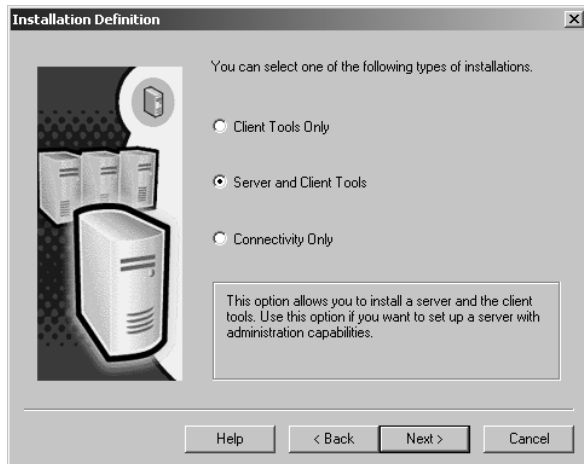 Installation Definition
You can select one of the following types of installations.
Client Tools Only
Server and Client Tools
Connectivity Only
This option allows you to install a server and the client
tools. Use this option if you want to set up a server with
administration capabilities.
Help
< Back
Next >
Cancel